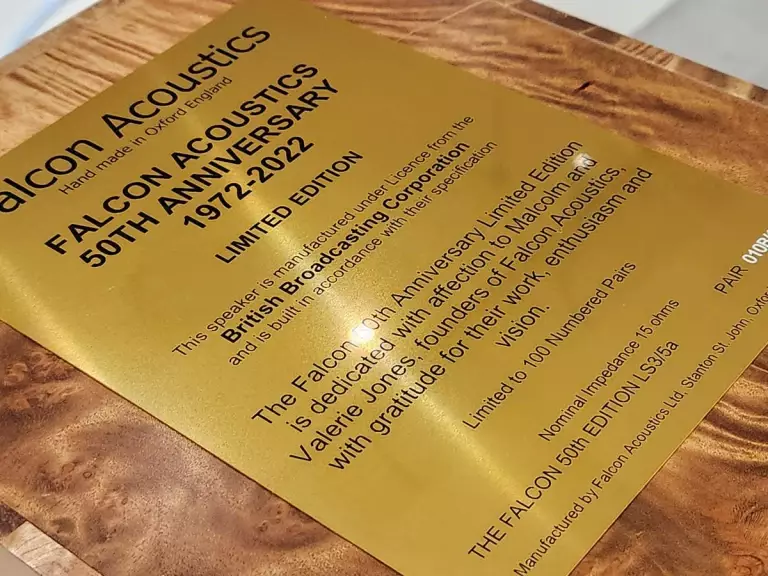 alcon Acoustics
Hand made in Oxford England
FALCON ACOUSTICS
50TH ANNIVERSARY
1972-2022
LIMITED EDITION
This speaker is manufactured under Licence from the
British Broadcasting Corporation
and is built in accordance with their specification
The Falcon 50th Anniversary Limited Edition
is dedicated with affection to Malcolm and
Valerie Jones, founders of Falcon Acoustics,
with gratitude for their work, enthusiasm and
vision.
Limited to 100 Numbered Pairs
Nominal Impedance 15 ohms
PAIR
THE FALCON 50th EDITION LS3/5a
Manufactured by Falcon Acoustics Ltd, Stanton St. John,